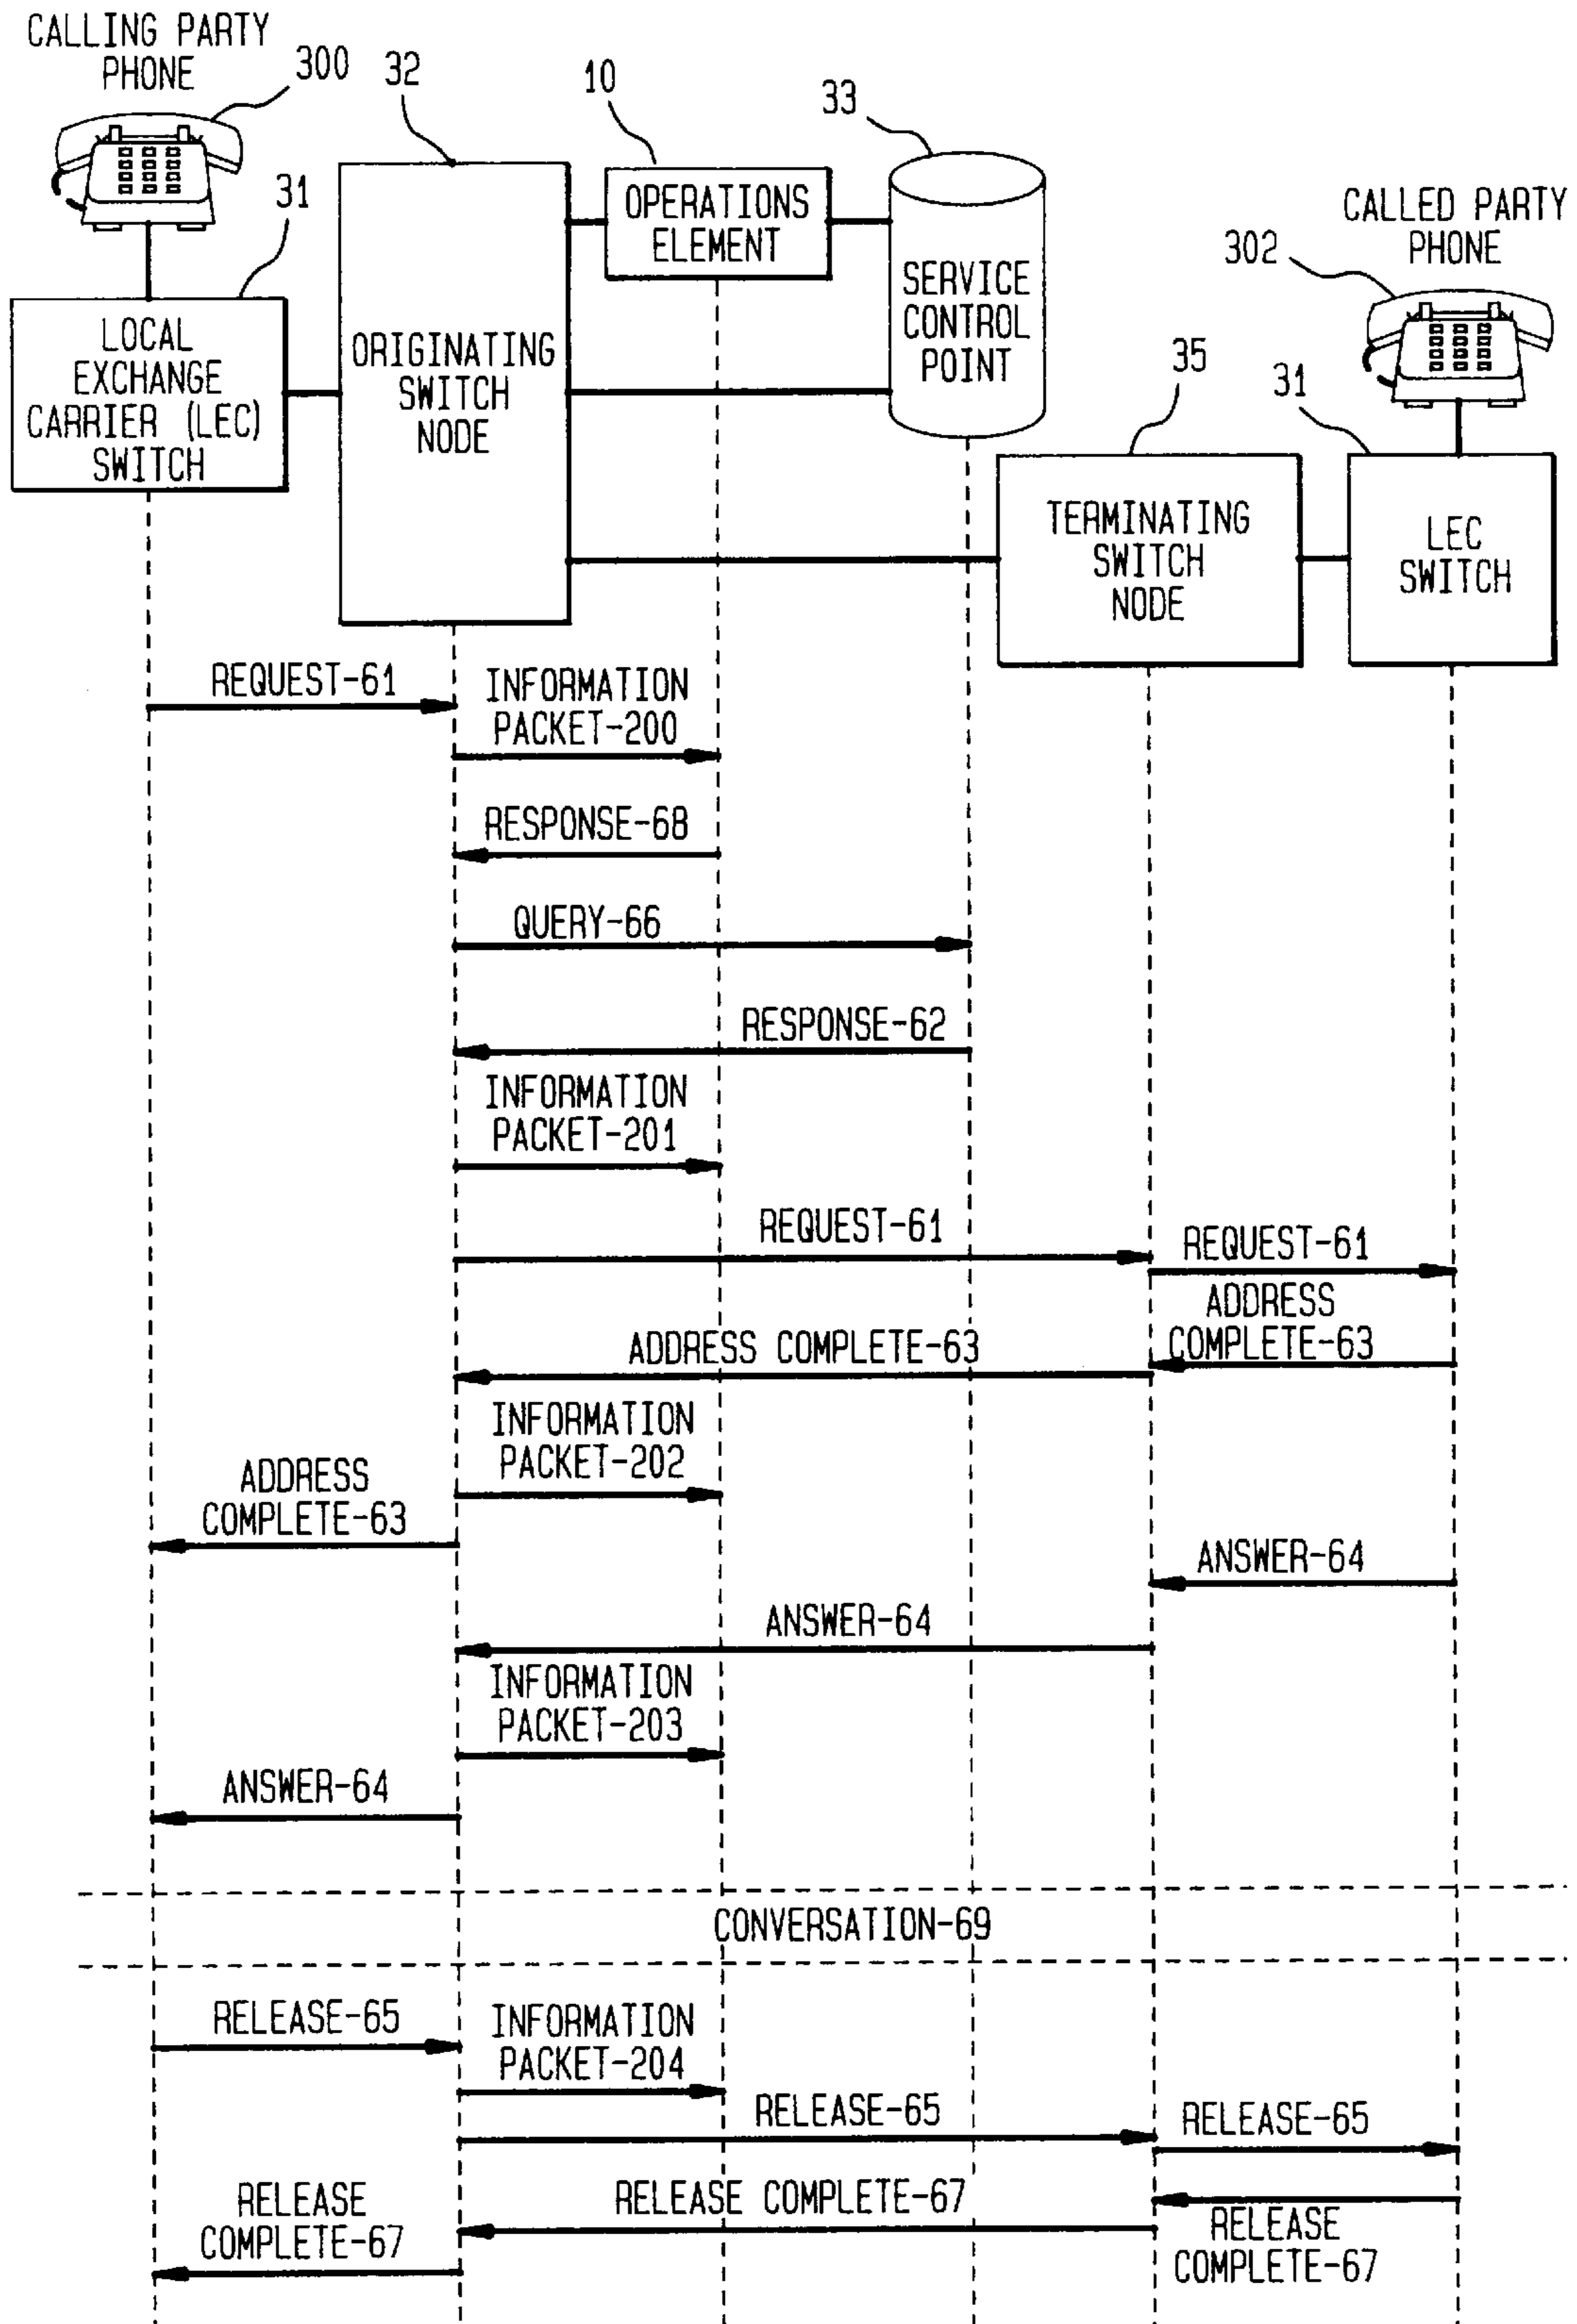 CALLING PARTY
PHONE
300
32
10
33
31
CALLED PARTY
PHONE
302
35
31
LOCAL
EXCHANGE
CARRIER (LEC)
SWITCH
ORIGINATING
SWITCH
NODE
OPERATIONS
ELEMENT
SERVICE
CONTROL
POINT
TERMINATING
SWITCH
NODE
LEC
SWITCH
REQUEST-61
INFORMATION
PACKET-200
RESPONSE-68
QUERY-66
RESPONSE-62
INFORMATION
PACKET-201
REQUEST-61
REQUEST-61
ADDRESS
COMPLETE-63
ADDRESS COMPLETE-63
INFORMATION
PACKET-202
ADDRESS
COMPLETE-63
ANSWER-64
ANSWER-64
INFORMATION
PACKET-203
ANSWER-64
CONVERSATION-69
RELEASE-65
INFORMATION
PACKET-204
RELEASE-65
RELEASE-65
RELEASE
COMPLETE-67
RELEASE COMPLETE-67
RELEASE
COMPLETE-67